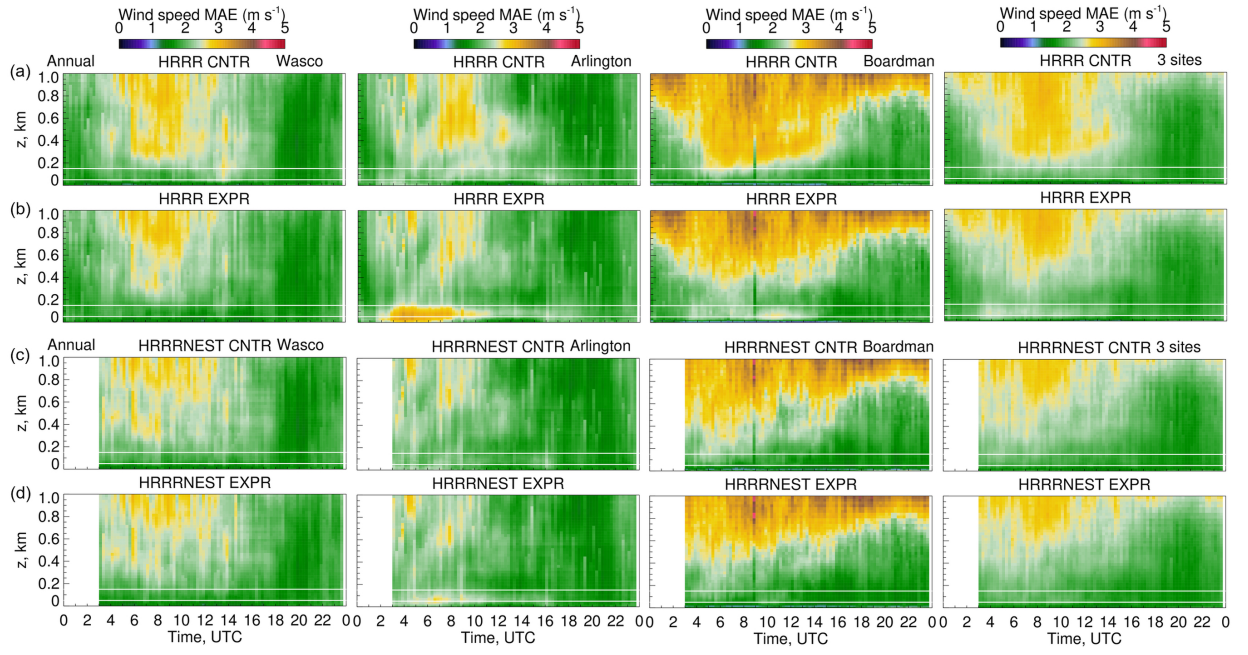 Wind speed MAE (m s⁻¹) Wind speed MAE (m s⁻¹) Wind speed MAE (m s⁻¹) Wind speed MAE (m s⁻¹)
0 1 2 3 4 5 0 1 2 3 4 5 0 1 2 3 4 5 0 1 2 3 4 5
Annual HRRR CNTR Wasco HRRR CNTR Arlington HRRR CNTR Boardman HRRR CNTR 3 sites
(a)
1.0
0.8
0.6
0.4
0.2
0
z, km
HRRR EXPR HRRR EXPR HRRR EXPR HRRR EXPR
(b)
1.0
0.8
0.6
0.4
0.2
0
z, km
Annual HRRRNEST CNTR Wasco HRRRNEST CNTR Arlington HRRRNEST CNTR Boardman HRRRNEST CNTR 3 sites
(c)
1.0
0.8
0.6
0.4
0.2
0
z, km
HRRRNEST EXPR HRRRNEST EXPR HRRRNEST EXPR HRRRNEST EXPR
(d)
1.0
0.8
0.6
0.4
0.2
0
z, km
0 2 4 6 8 10 12 14 16 18 20 22 0 2 4 6 8 10 12 14 16 18 20 22 0 2 4 6 8 10 12 14 16 18 20 22 0 2 4 6 8 10 12 14 16 18 20 22 0
Time, UTC Time, UTC Time, UTC Time, UTC